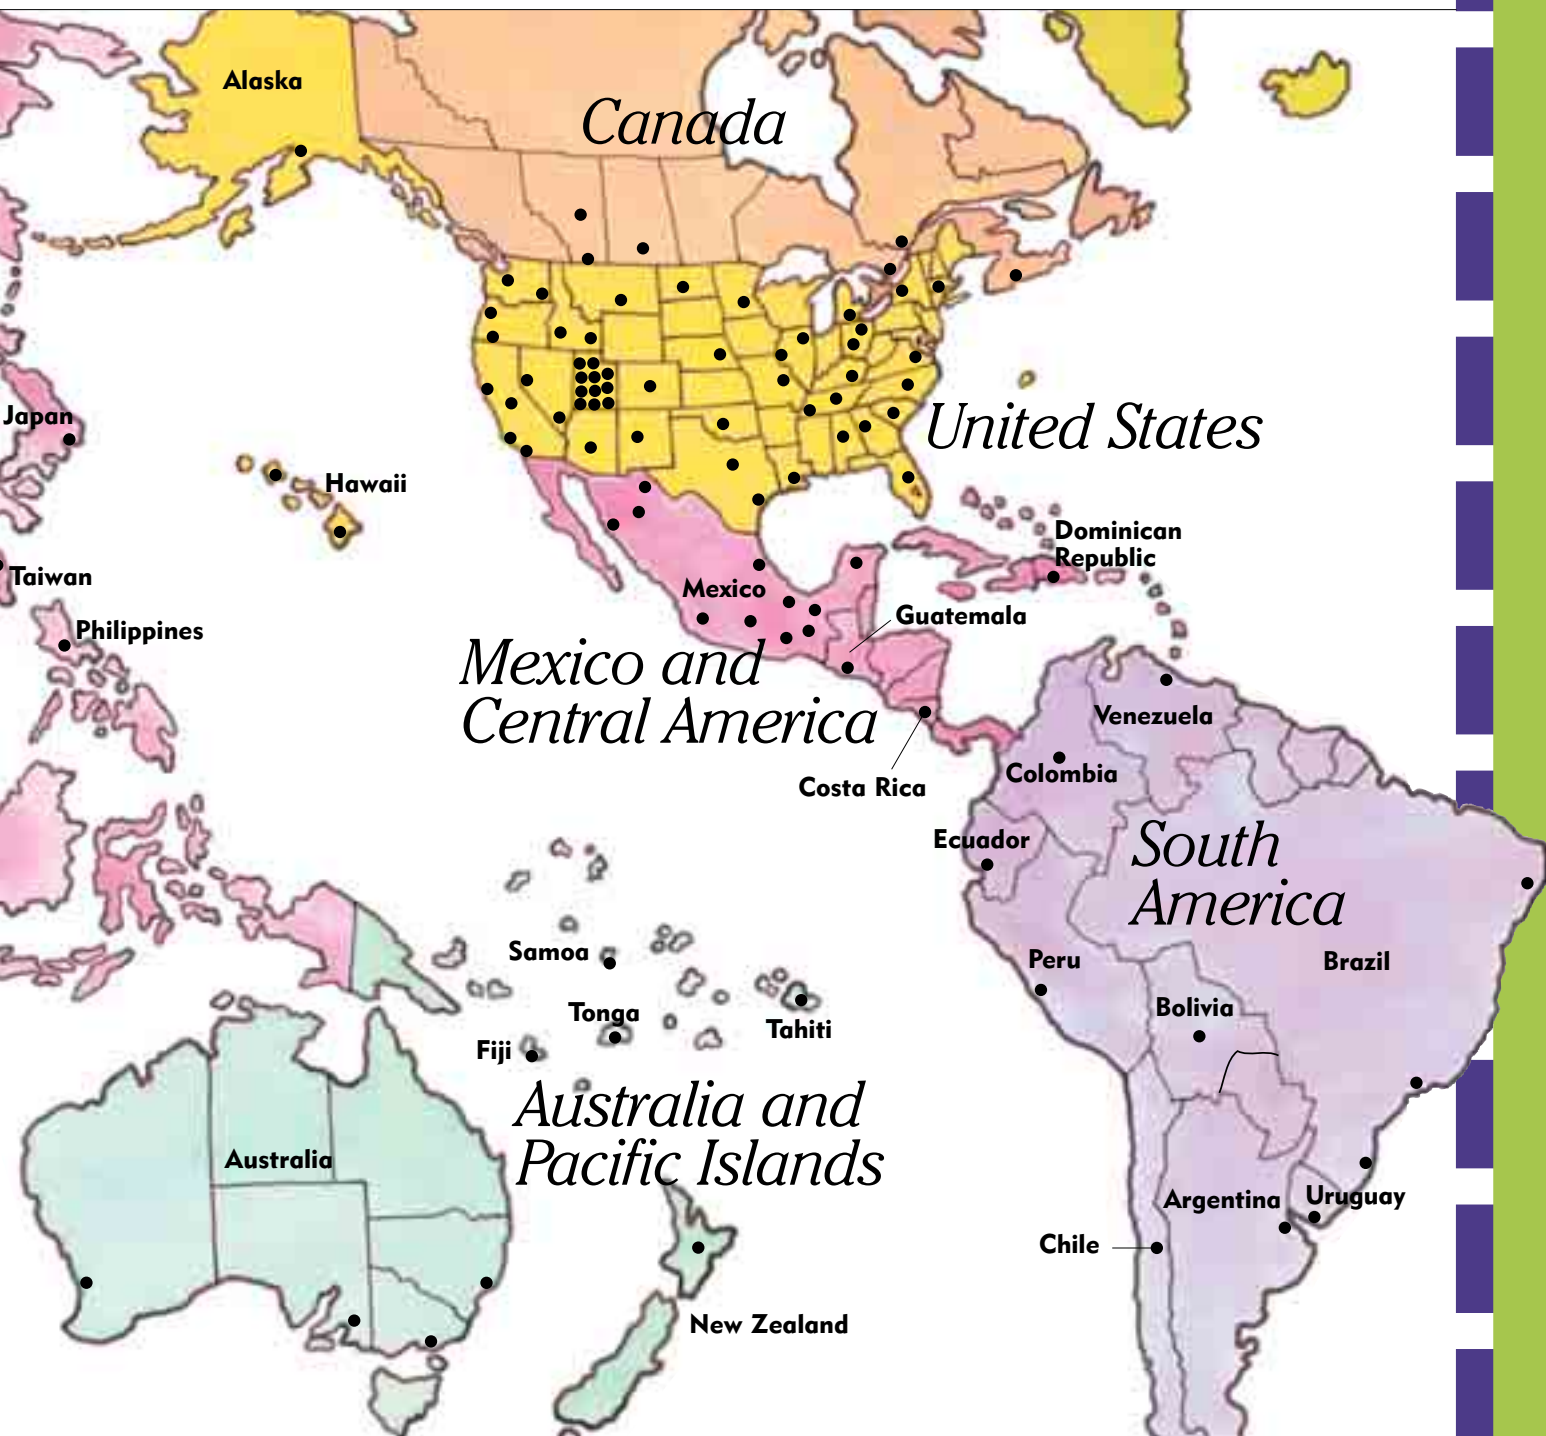 Alaska
Canada
Japan
Hawaii
United States
Dominican
Republic
Taiwan
Mexico
Guatemala
Philippines
Mexico and
Central America
Venezuela
Colombia
Costa Rica
Ecuador
South
America
Samoa
Peru
Brazil
Tonga
Tahiti
Bolivia
Fiji
Australia and
Pacific Islands
Australia
Argentina
Uruguay
Chile
New Zealand